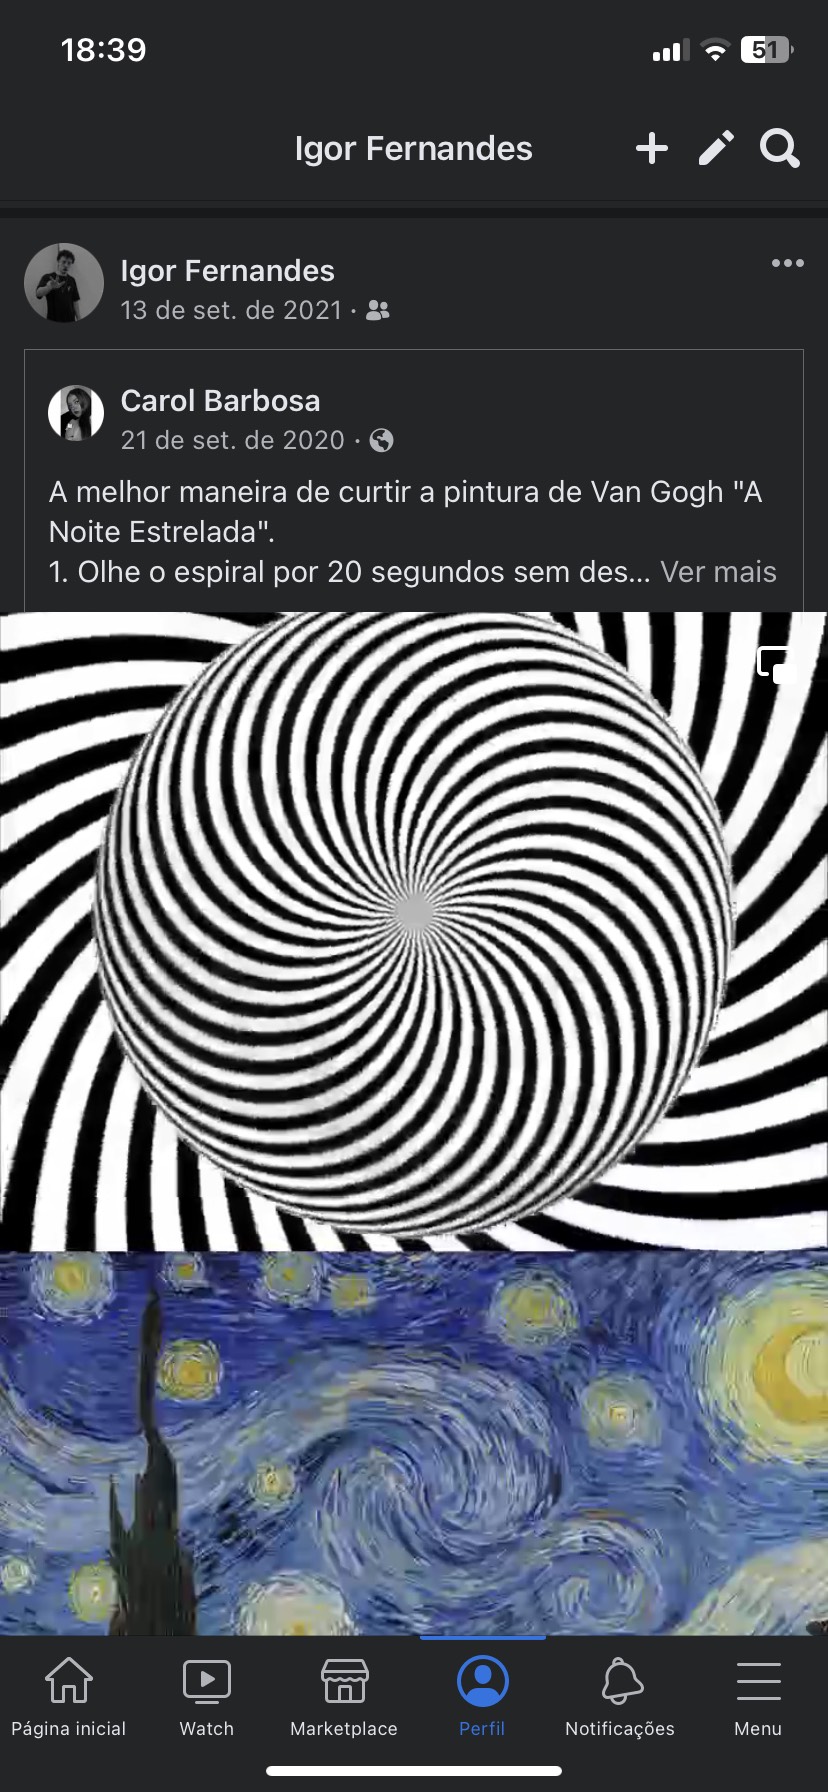 18:39
51
Igor Fernandes
Igor Fernandes
13 de set. de 2021 ·
Carol Barbosa
21 de set. de 2020 ·
A melhor maneira de curtir a pintura de Van Gogh "A
Noite Estrelada".
1. Olhe o espiral por 20 segundos sem des... Ver mais
Página inicial
Watch
Marketplace
Perfil
Notificações
Menu